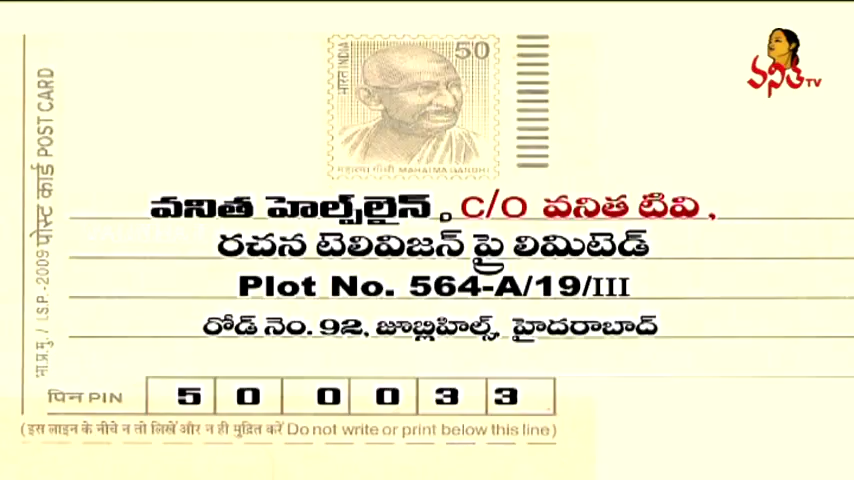 వనిత TV
50
भारत INDIA
महात्मा गाँधी MAHATMA GANDHI
ना.प्र.मु. / I.S.P. -2009 पोस्ट कार्ड POST CARD
వనిత హెల్ప్‌లైన్ , C/O వనిత టివి ,
రచన టెలివిజన్ ప్రై లిమిటెడ్
Plot No. 564-A/19/III
రోడ్ నెం. 92, జూబ్లిహిల్స్, హైదరాబాద్
पिन PIN 5 0 0 0 3 3
(इस लाइन के नीचे न तो लिखें और न ही मुद्रित करें Do not write or print below this line)